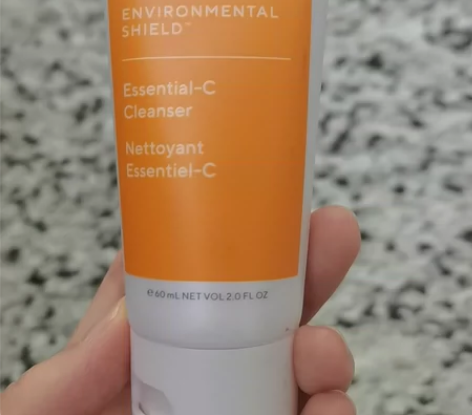 ENVIRONMENTAL
SHIELD™
Essential-C
Cleanser
Nettoyant
Essentiel-C
℮ 60 mL NET VOL 2.0 FL OZ